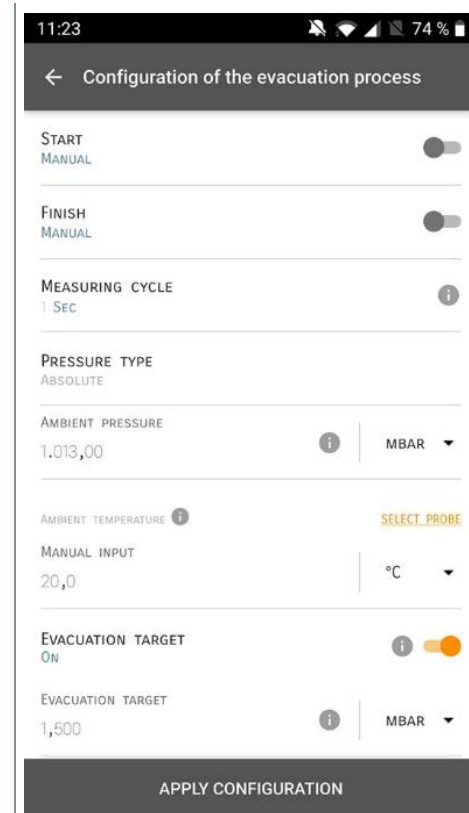 11:23 74 %
Configuration of the evacuation process
START
MANUAL
FINISH
MANUAL
MEASURING CYCLE
1 SEC
PRESSURE TYPE
ABSOLUTE
AMBIENT PRESSURE
1.013,00 MBAR
AMBIENT TEMPERATURE SELECT PROBE
MANUAL INPUT
20,0 °C
EVACUATION TARGET
ON
EVACUATION TARGET
1,500 MBAR
APPLY CONFIGURATION